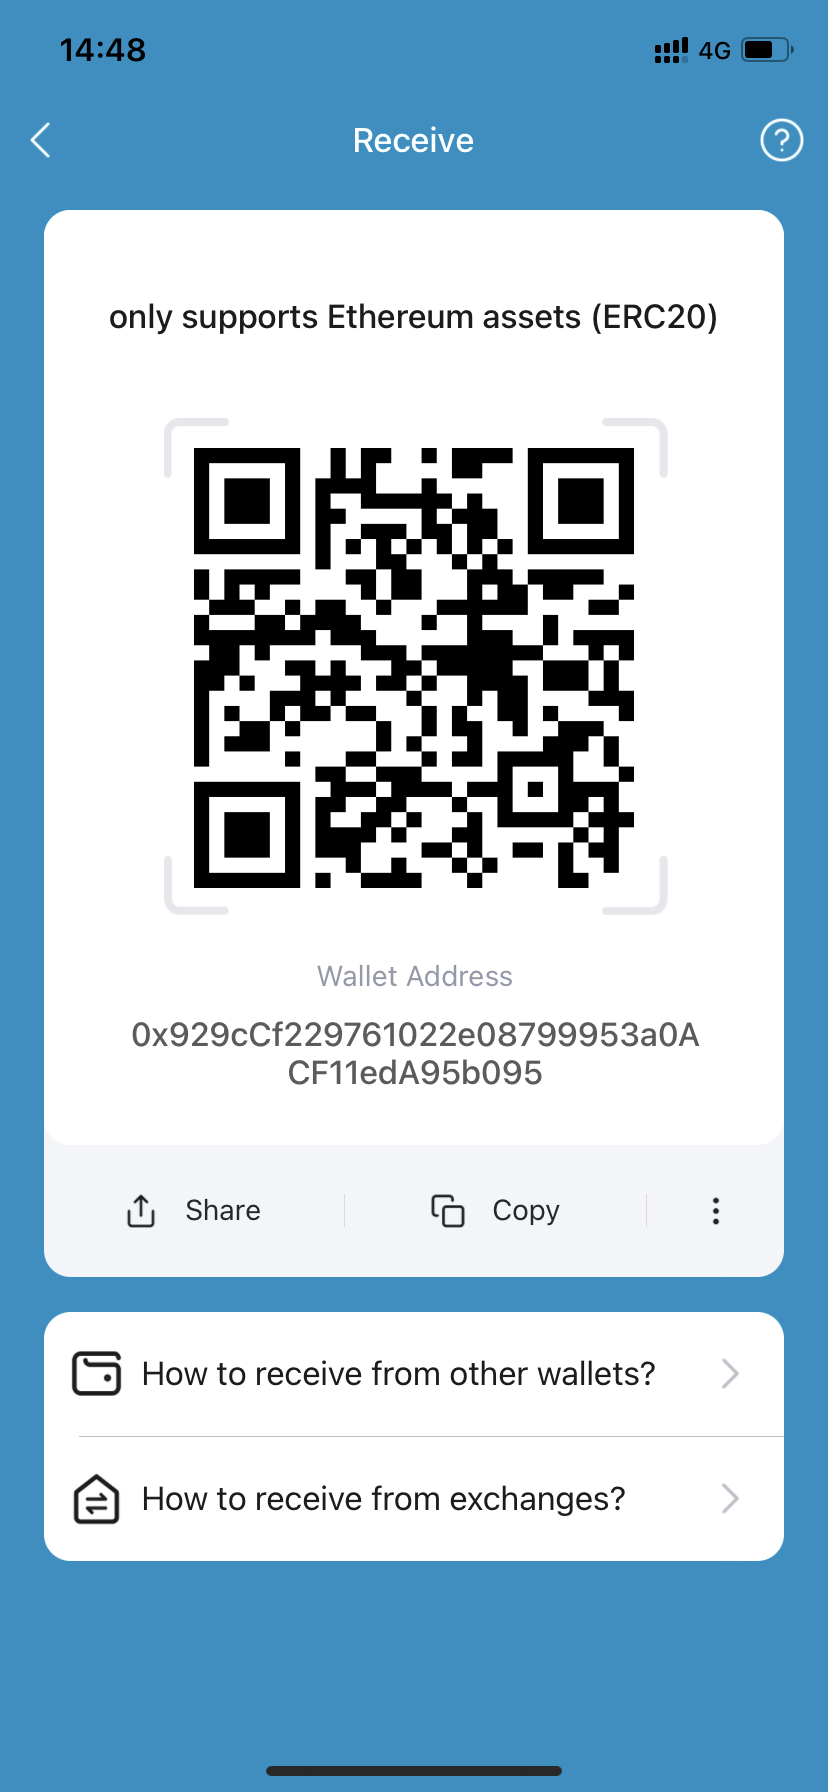 14:48
4G
Receive
only supports Ethereum assets (ERC20)
Wallet Address
0x929cCf229761022e08799953a0A
CF11edA95b095
Share
Copy
How to receive from other wallets?
How to receive from exchanges?